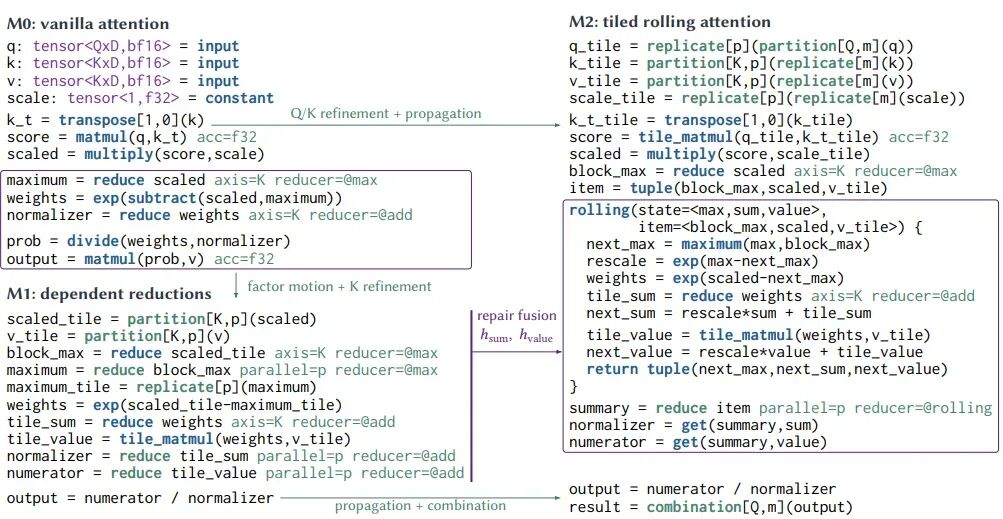 M0: vanilla attention
q: tensor<QxD,bf16> = input
k: tensor<KxD,bf16> = input
v: tensor<KxD,bf16> = input
scale: tensor<1,f32> = constant
k_t = transpose[1,0](k)
score = matmul(q,k_t) acc=f32
scaled = multiply(score,scale)
maximum = reduce scaled axis=K reducer=@max
weights = exp(subtract(scaled,maximum))
normalizer = reduce weights axis=K reducer=@add
prob = divide(weights,normalizer)
output = matmul(prob,v) acc=f32
factor motion + K refinement
M1: dependent reductions
scaled_tile = partition[K,p](scaled)
v_tile = partition[K,p](v)
block_max = reduce scaled_tile axis=K reducer=@max
maximum = reduce block_max parallel=p reducer=@max
maximum_tile = replicate[p](maximum)
weights = exp(scaled_tile-maximum_tile)
tile_sum = reduce weights axis=K reducer=@add
tile_value = tile_matmul(weights,v_tile)
normalizer = reduce tile_sum parallel=p reducer=@add
numerator = reduce tile_value parallel=p reducer=@add
output = numerator / normalizer
Q/K refinement + propagation
repair fusion
hsum, hvalue
propagation + combination
M2: tiled rolling attention
q_tile = replicate[p](partition[Q,m](q))
k_tile = partition[K,p](replicate[m](k))
v_tile = partition[K,p](replicate[m](v))
scale_tile = replicate[p](replicate[m](scale))
k_t_tile = transpose[1,0](k_tile)
score = tile_matmul(q_tile,k_t_tile) acc=f32
scaled = multiply(score,scale_tile)
block_max = reduce scaled axis=K reducer=@max
item = tuple(block_max,scaled,v_tile)
rolling(state=<max,sum,value>,
item=<block_max,scaled,v_tile>) {
next_max = maximum(max,block_max)
rescale = exp(max-next_max)
weights = exp(scaled-next_max)
tile_sum = reduce weights axis=K reducer=@add
next_sum = rescale*sum + tile_sum
tile_value = tile_matmul(weights,v_tile)
next_value = rescale*value + tile_value
return tuple(next_max,next_sum,next_value)
}
summary = reduce item parallel=p reducer=@rolling
normalizer = get(summary,sum)
numerator = get(summary,value)
output = numerator / normalizer
result = combination[Q,m](output)